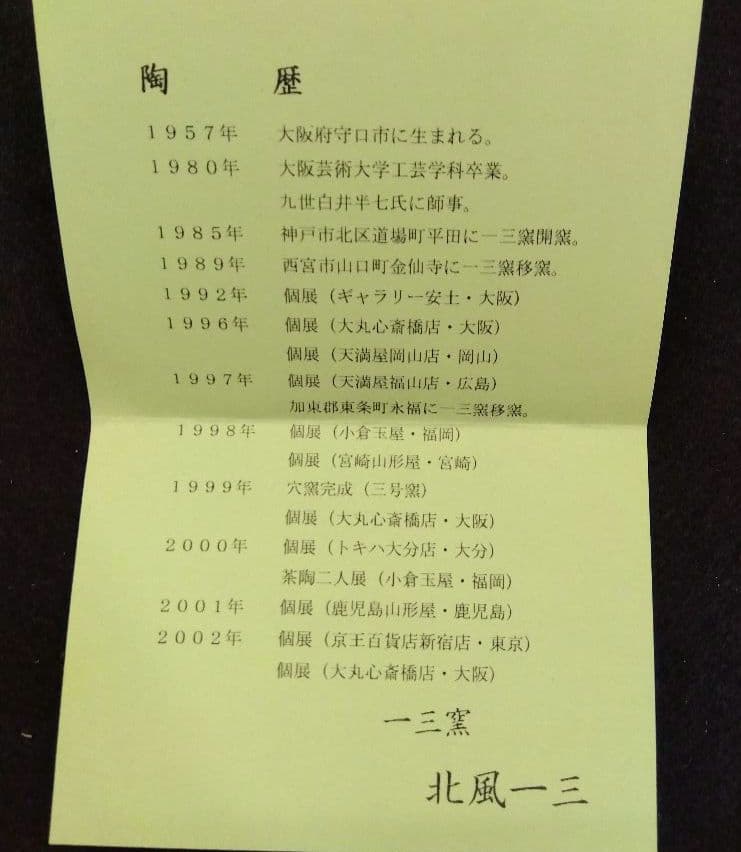 陶　歴
１９５７年　大阪府守口市に生まれる。
１９８０年　大阪芸術大学工芸学科卒業。
九世白井半七氏に師事。
１９８５年　神戸市北区道場町平田に一三窯開窯。
１９８９年　西宮市山口町金仙寺に一三窯移窯。
１９９２年　個展（ギャラリー安土・大阪）
１９９６年　個展（大丸心斎橋店・大阪）
個展（天満屋岡山店・岡山）
１９９７年　個展（天満屋福山店・広島）
加東郡東条町永福に一三窯移窯。
１９９８年　個展（小倉玉屋・福岡）
個展（宮崎山形屋・宮崎）
１９９９年　穴窯完成（三号窯）
個展（大丸心斎橋店・大阪）
２０００年　個展（トキハ大分店・大分）
茶陶二人展（小倉玉屋・福岡）
２００１年　個展（鹿児島山形屋・鹿児島）
２００２年　個展（京王百貨店新宿店・東京）
個展（大丸心斎橋店・大阪）
一三窯
北風一三